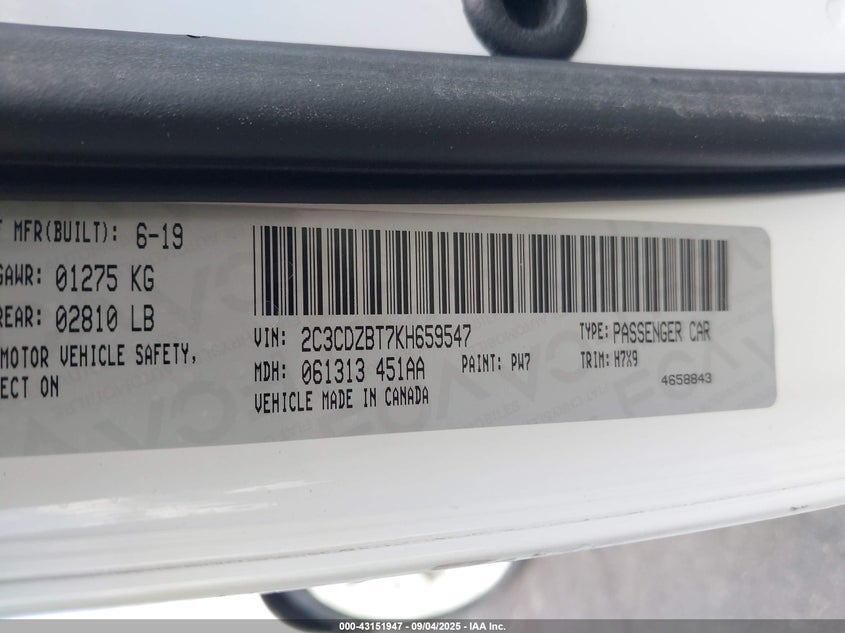 MFR(BUILT): 6-19
GAWR: 01275 KG
REAR: 02810 LB
MOTOR VEHICLE SAFETY,
ECT ON
VIN: 2C3CDZBT7KH659547
TYPE: PASSENGER CAR
MDH: 061313 451AA
PAINT: PW7
TRIM: H7X9
VEHICLE MADE IN CANADA
4658843
000-43151947 - 09/04/2025 - IAA Inc.